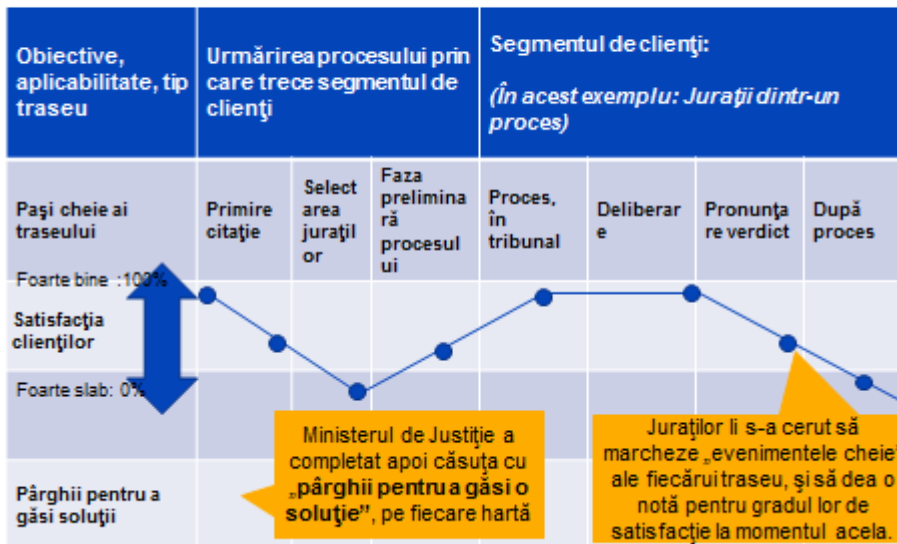 Obiective,
aplicabilitate, tip
traseu
Urmărirea procesului prin
care trece segmentul de
clienţi
Segmentul de clienţi:
(În acest exemplu: Juraţii dintr-un
proces)
Paşi cheie ai
traseului
Primire
citaţie
Select
area
juraţil
or
Faza
prelimina
ră
procesul
ui
Proces,
în
tribunal
Deliberar
e
Pronunţa
re verdict
După
proces
Foarte bine :100%
Satisfacţia
clienţilor
Foarte slab: 0%
Ministerul de Justiţie a
completat apoi căsuţa cu
„pârghii pentru a găsi o
soluţie”, pe fiecare hartă
Juraţilor li s-a cerut să
marcheze „evenimentele cheie”
ale fiecărui traseu, şi să dea o
notă pentru gradul lor de
satisfacţie la momentul acela.
Pârghii pentru a
găsi soluţii